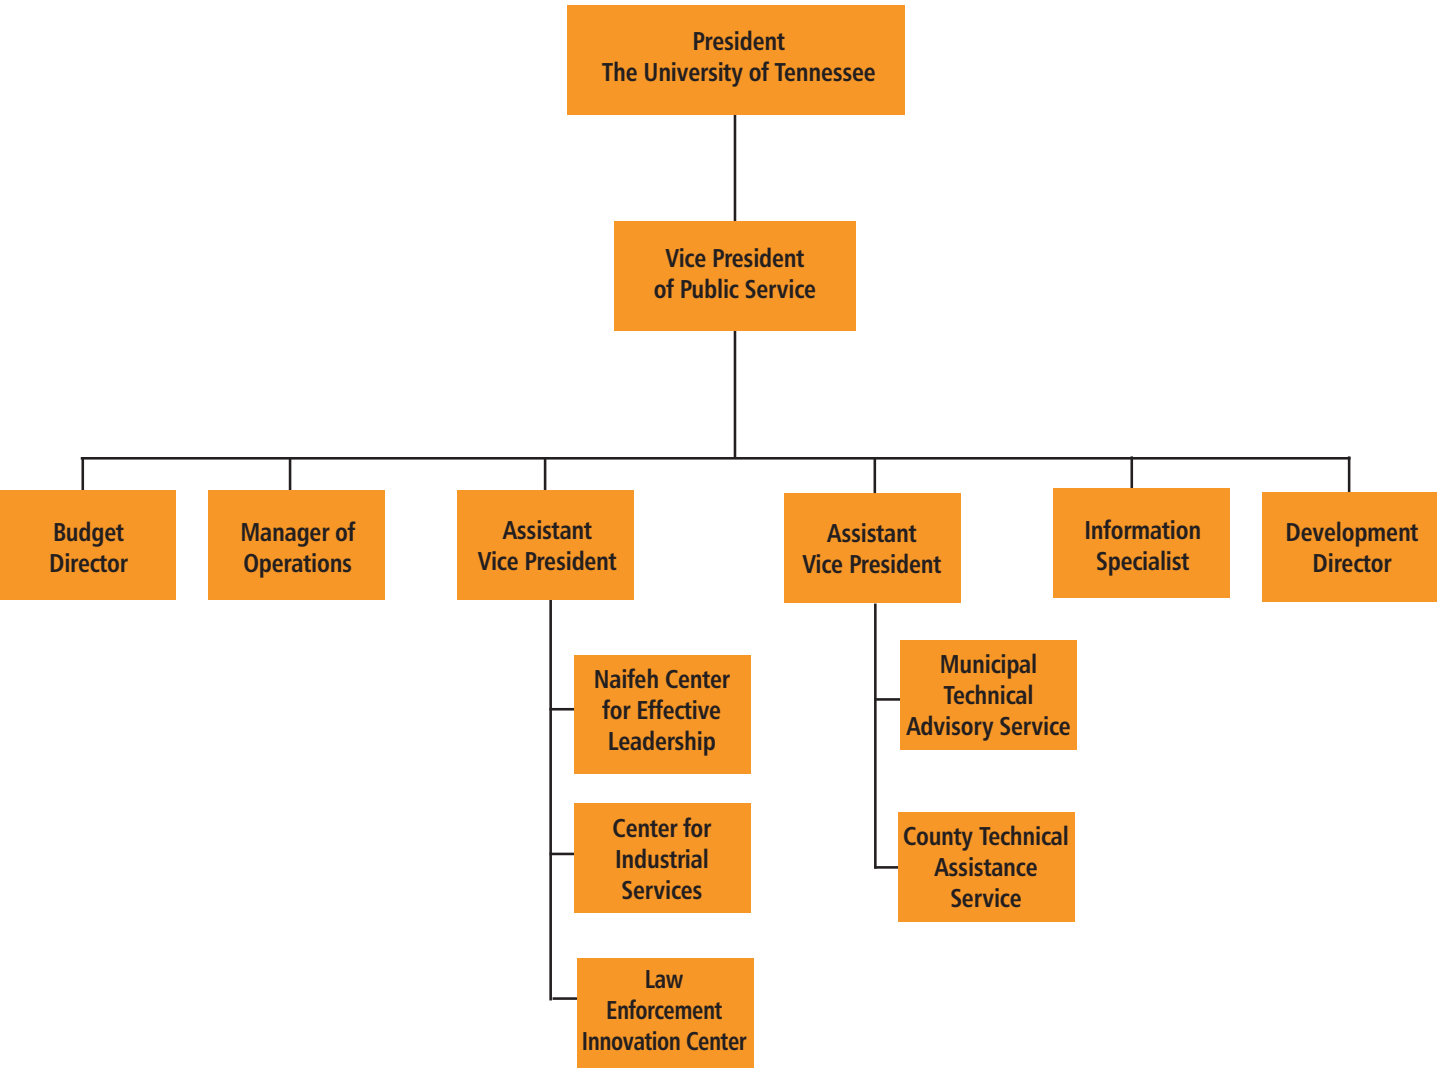 President
The University of Tennessee
Vice President
of Public Service
Budget
Director
Manager of
Operations
Assistant
Vice President
Assistant
Vice President
Information
Specialist
Development
Director
Naifeh Center
for Effective
Leadership
Center for
Industrial
Services
Law
Enforcement
Innovation Center
Municipal
Technical
Advisory Service
County Technical
Assistance
Service